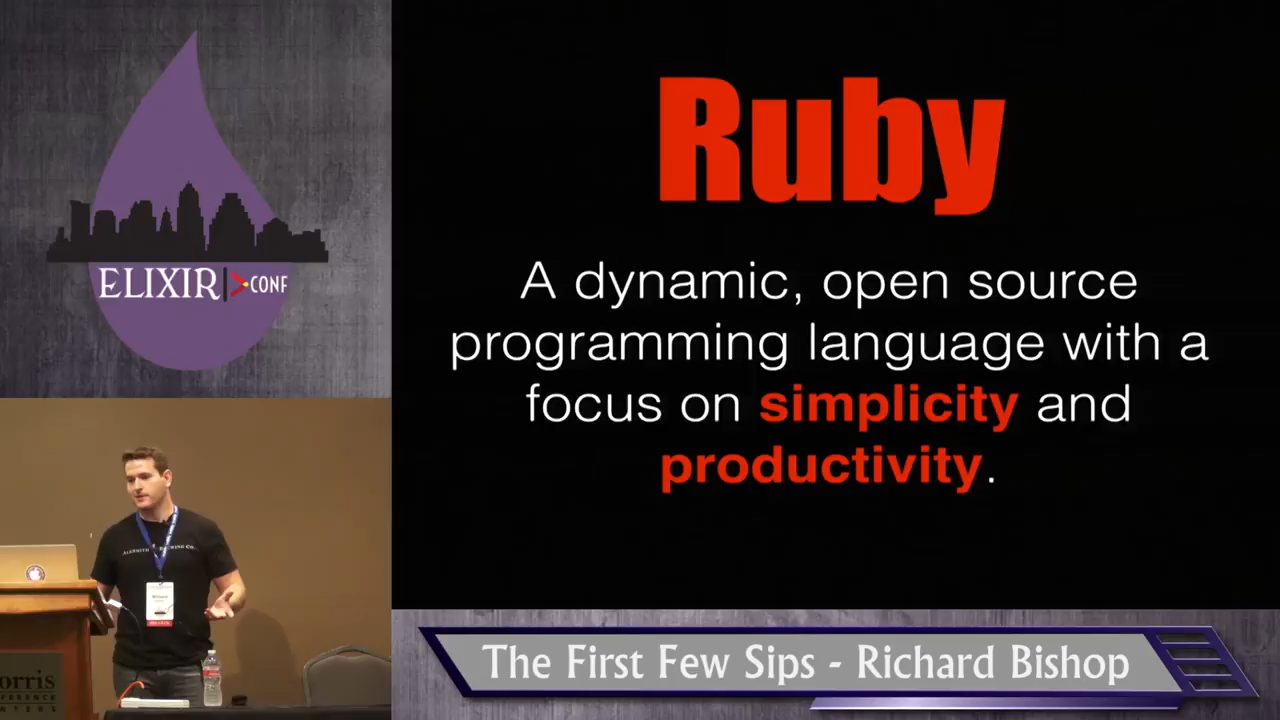 ELIXIR CONF
Ruby
A dynamic, open source
programming language with a
focus on simplicity and
productivity.
The First Few Sips - Richard Bishop